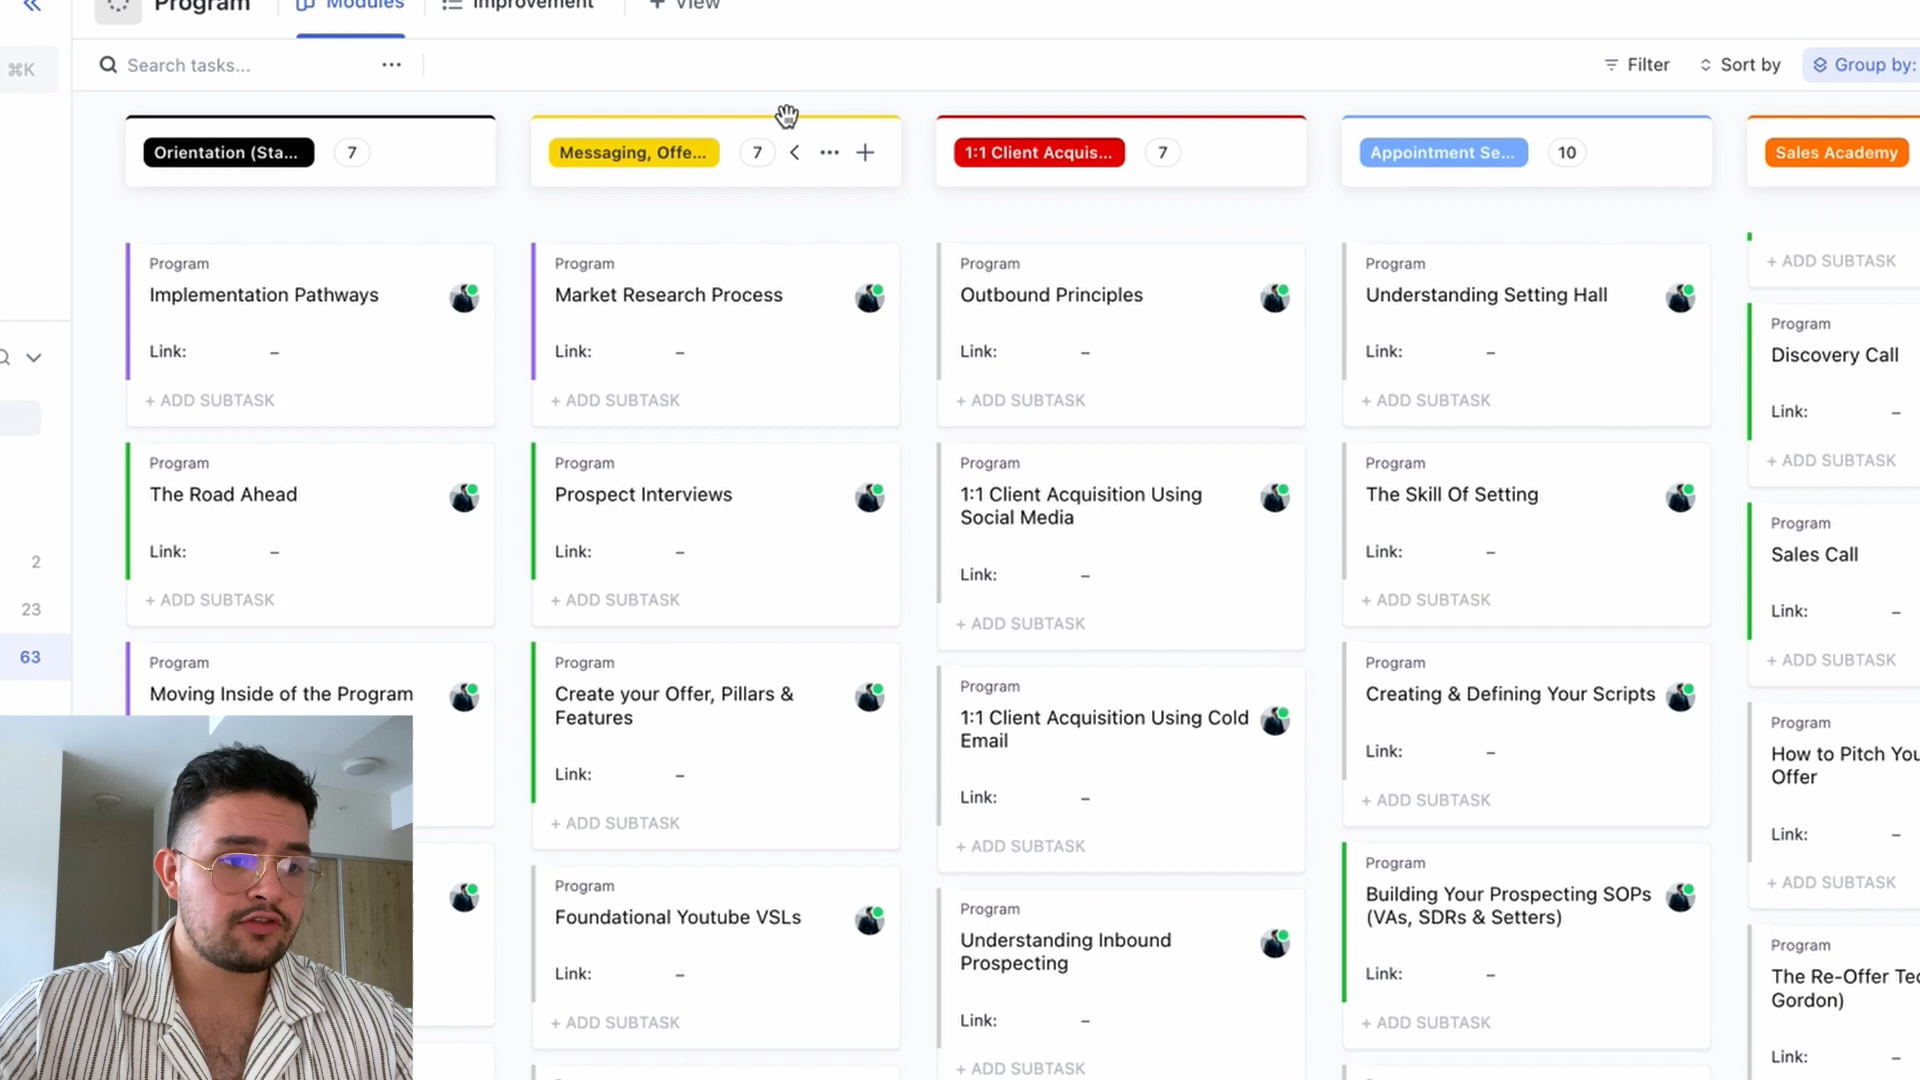 Program
Modules
Improvement
+ View
⌘K
Search tasks...
Filter
Sort by
Group by:
Orientation (Sta...
7
Messaging, Offe...
7
1:1 Client Acquis...
7
Appointment Se...
10
Sales Academy
Program
Implementation Pathways
Link: –
+ ADD SUBTASK
Program
The Road Ahead
Link: –
+ ADD SUBTASK
Program
Moving Inside of the Program
Program
Market Research Process
Link: –
+ ADD SUBTASK
Program
Prospect Interviews
Link: –
+ ADD SUBTASK
Program
Create your Offer, Pillars &
Features
Link: –
+ ADD SUBTASK
Program
Foundational Youtube VSLs
Link: –
+ ADD SUBTASK
Program
Outbound Principles
Link: –
+ ADD SUBTASK
Program
1:1 Client Acquisition Using
Social Media
Link: –
+ ADD SUBTASK
Program
1:1 Client Acquisition Using Cold
Email
Link: –
+ ADD SUBTASK
Program
Understanding Inbound
Prospecting
Link: –
+ ADD SUBTASK
Program
Understanding Setting Hall
Link: –
+ ADD SUBTASK
Program
The Skill Of Setting
Link: –
+ ADD SUBTASK
Program
Creating & Defining Your Scripts
Link: –
+ ADD SUBTASK
Program
Building Your Prospecting SOPs
(VAs, SDRs & Setters)
Link: –
+ ADD SUBTASK
+ ADD SUBTASK
Program
Discovery Call
Link: –
+ ADD SUBTASK
Program
Sales Call
Link: –
+ ADD SUBTASK
Program
How to Pitch You
Offer
Link: –
+ ADD SUBTASK
Program
The Re-Offer Tec
Gordon)
Link: –
2
23
63